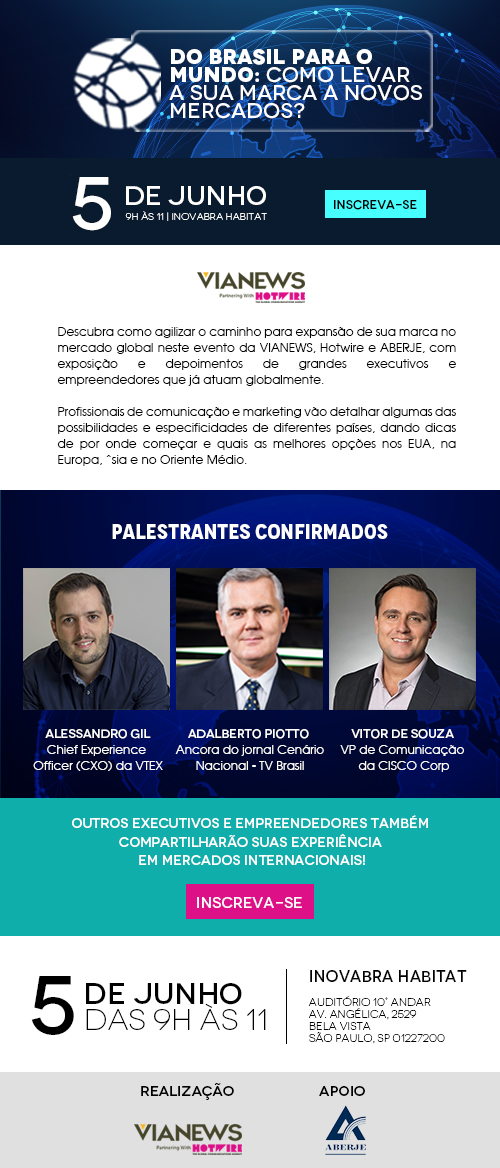 DO BRASIL PARA O
MUNDO: COMO LEVAR
A SUA MARCA A NOVOS
MERCADOS?
5 DE JUNHO
9H ÀS 11 | INOVABRA HABITAT
INSCREVA-SE
VIANEWS
Partnering With HOTWIRE
THE GLOBAL COMMUNICATIONS AGENCY
Descubra como agilizar o caminho para expansão de sua marca no
mercado global neste evento da VIANEWS, Hotwire e ABERJE, com
exposição e depoimentos de grandes executivos e
empreendedores que já atuam globalmente.
Profissionais de comunicação e marketing vão detalhar algumas das
possibilidades e especificidades de diferentes países, dando dicas
de por onde começar e quais as melhores opções nos EUA, na
Europa, ˆsia e no Oriente Médio.
PALESTRANTES CONFIRMADOS
ALESSANDRO GIL
Chief Experience
Officer (CXO) da VTEX
ADALBERTO PIOTTO
Ancora do jornal Cenário
Nacional - TV Brasil
VITOR DE SOUZA
VP de Comunicação
da CISCO Corp
OUTROS EXECUTIVOS E EMPREENDEDORES TAMBÉM
COMPARTILHARÃO SUAS EXPERIÊNCIA
EM MERCADOS INTERNACIONAIS!
INSCREVA-SE
5 DE JUNHO
DAS 9H ÀS 11
INOVABRA HABITAT
AUDITÓRIO 10° ANDAR
AV. ANGÉLICA, 2529
BELA VISTA
SÃO PAULO, SP 01227200
REALIZAÇÃO
VIANEWS
Partnering With HOTWIRE
THE GLOBAL COMMUNICATIONS AGENCY
APOIO
ABERJE